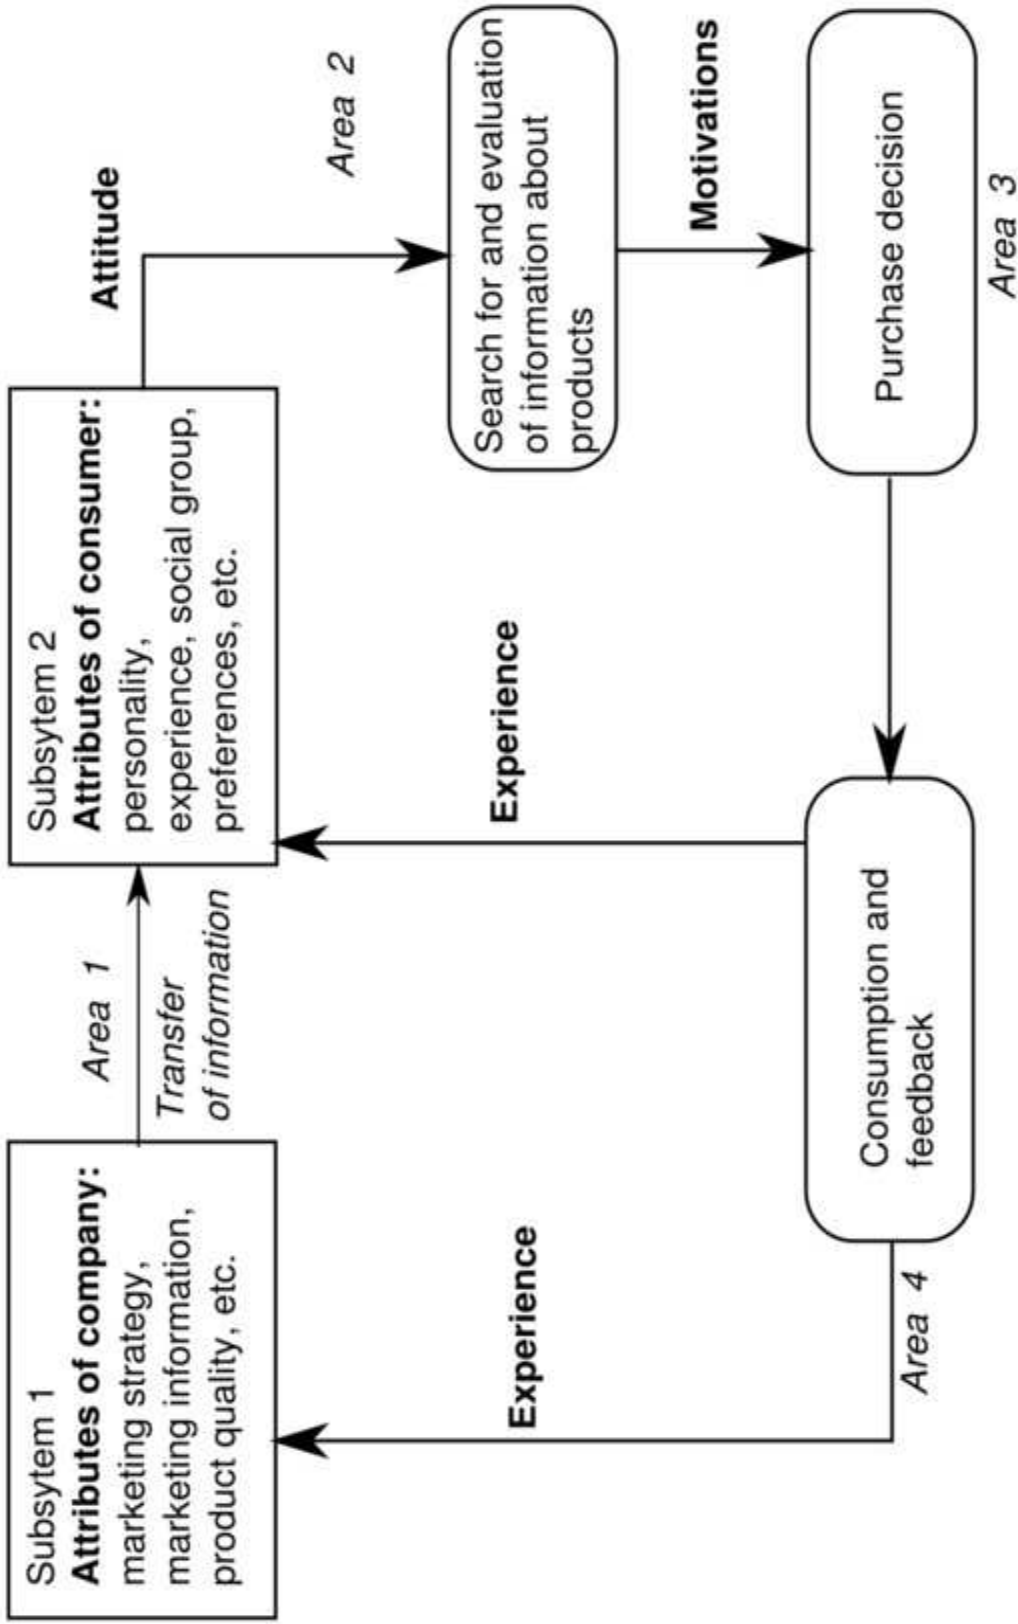 Subsytem 1
Attributes of company:
marketing strategy,
marketing information,
product quality, etc.
Area 1
Transfer
of information
Subsytem 2
Attributes of consumer:
personality,
experience, social group,
preferences, etc.
Attitude
Area 2
Search for and evaluation
of information about
products
Motivations
Purchase decision
Area 3
Experience
Experience
Consumption and
feedback
Area 4